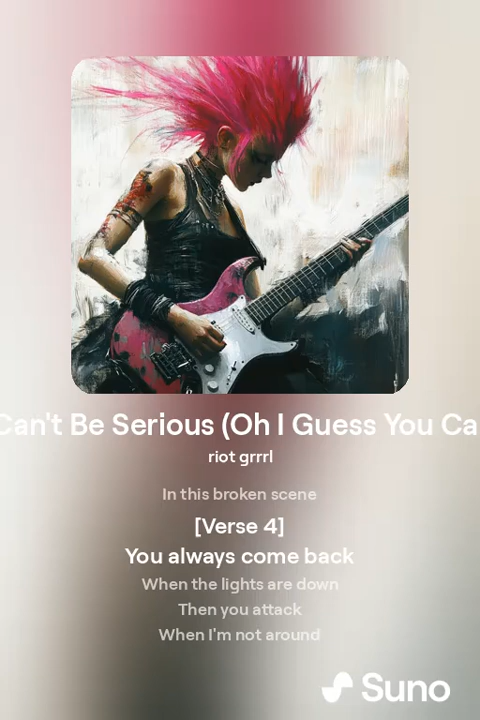 Can't Be Serious (Oh I Guess You Ca
riot grrrl
In this broken scene
[Verse 4]
You always come back
When the lights are down
Then you attack
When I'm not around
Suno